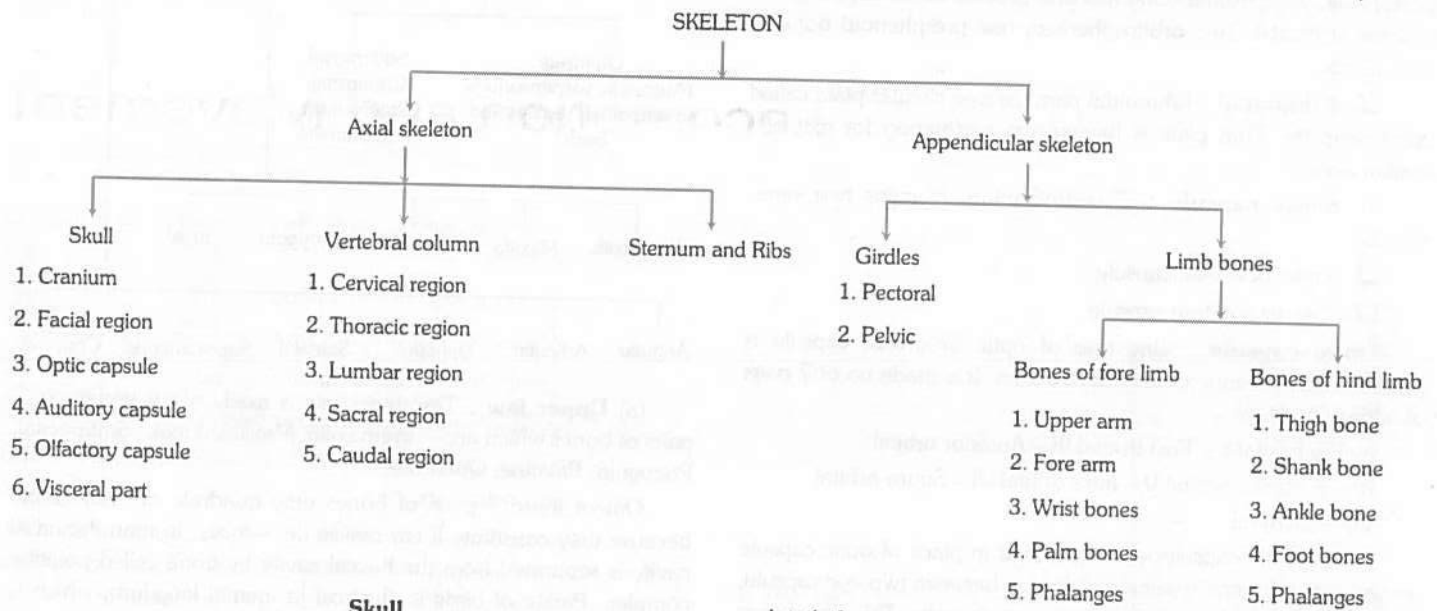 SKELETON
Axial skeleton
Appendicular skeleton
Skull
1. Cranium
2. Facial region
3. Optic capsule
4. Auditory capsule
5. Olfactory capsule
6. Visceral part
Vertebral column
1. Cervical region
2. Thoracic region
3. Lumbar region
4. Sacral region
5. Caudal region
Sternum and Ribs
Girdles
1. Pectoral
2. Pelvic
Limb bones
Bones of fore limb
1. Upper arm
2. Fore arm
3. Wrist bones
4. Palm bones
5. Phalanges
Bones of hind limb
1. Thigh bone
2. Shank bone
3. Ankle bone
4. Foot bones
5. Phalanges
Skull